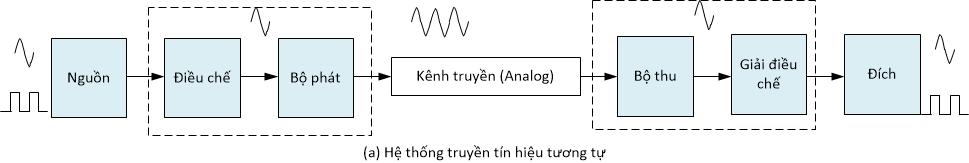 Nguồn
Điều chế
Bộ phát
Kênh truyền (Analog)
Bộ thu
Giải điều
chế
Đích
(a) Hệ thống truyền tín hiệu tương tự